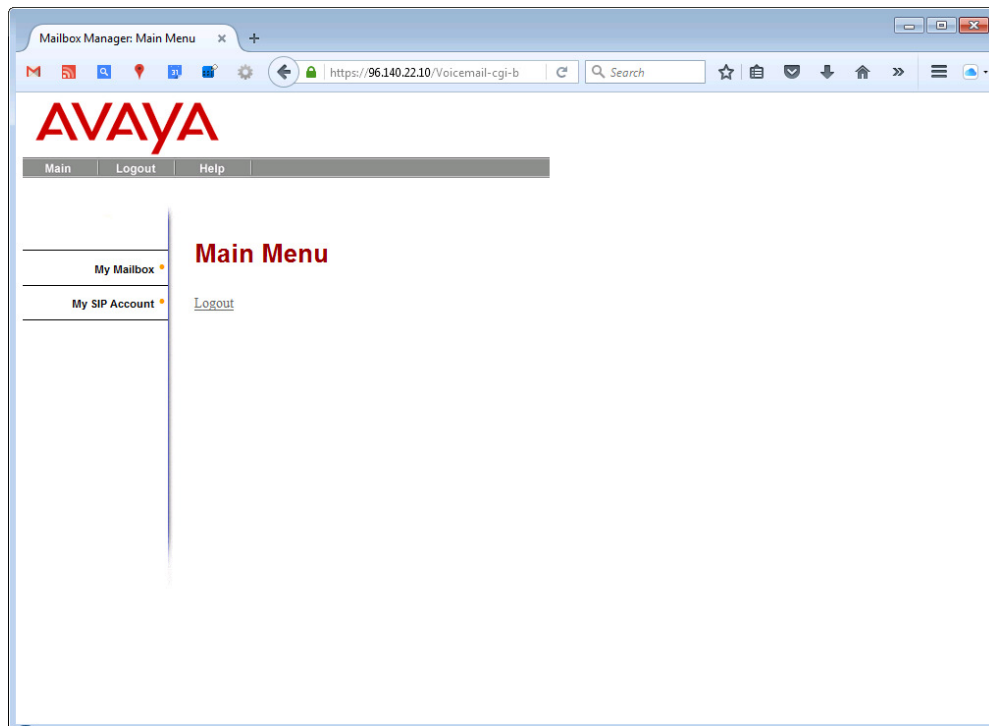 Mailbox Manager: Main Menu
31
https://96.140.22.10/Voicemail-cgi-b
Search
AVAYA
Main Logout Help
Main Menu
My Mailbox
My SIP Account
Logout